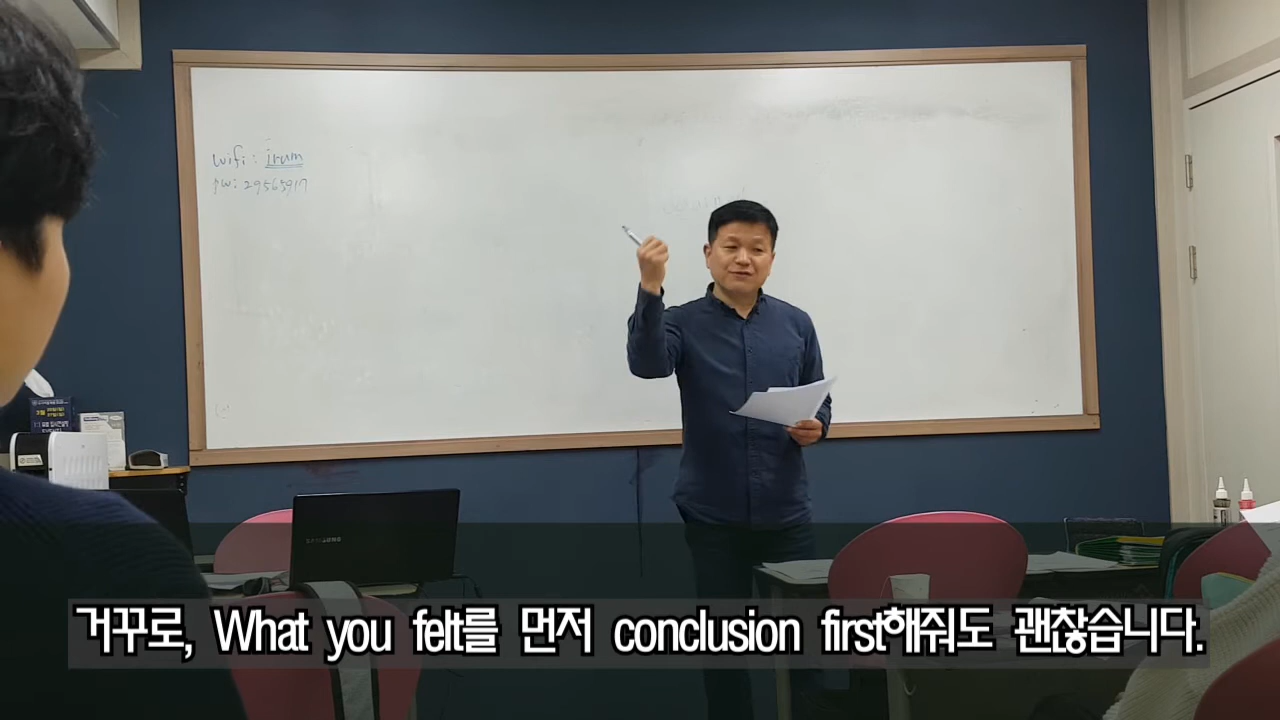 wifi: irum
pw: 29565917
거꾸로, What you felt를 먼저 conclusion first해줘도 괜찮습니다.